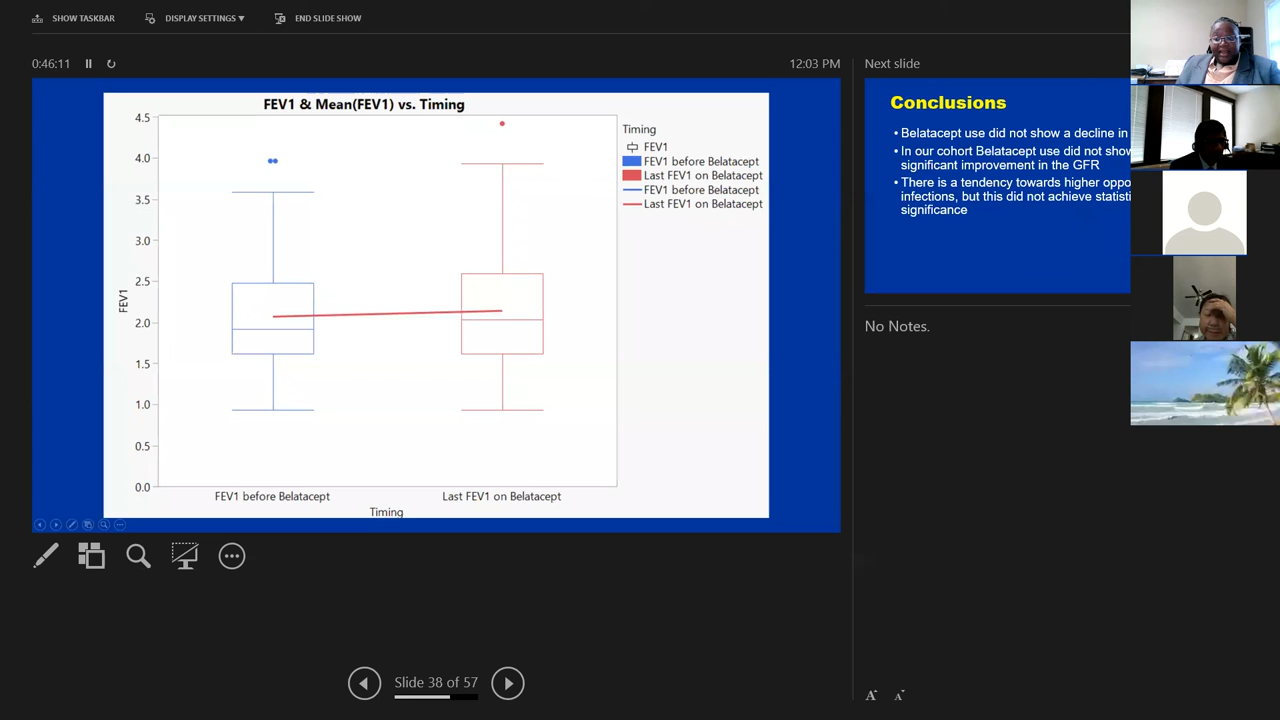 SHOW TASKBAR
DISPLAY SETTINGS ▼
END SLIDE SHOW
0:46:11
12:03 PM
FEV1 & Mean(FEV1) vs. Timing
4.5
4.0
3.5
3.0
2.5
2.0
1.5
1.0
0.5
0.0
FEV1
FEV1 before Belatacept
Last FEV1 on Belatacept
Timing
Timing
FEV1
FEV1 before Belatacept
Last FEV1 on Belatacept
FEV1 before Belatacept
Last FEV1 on Belatacept
Slide 38 of 57
Next slide
Conclusions
• Belatacept use did not show a decline in
• In our cohort Belatacept use did not
significant improvement in the GFR
• There is a tendency towards higher
infections, but this did not achieve
significance
No Notes.
A
A